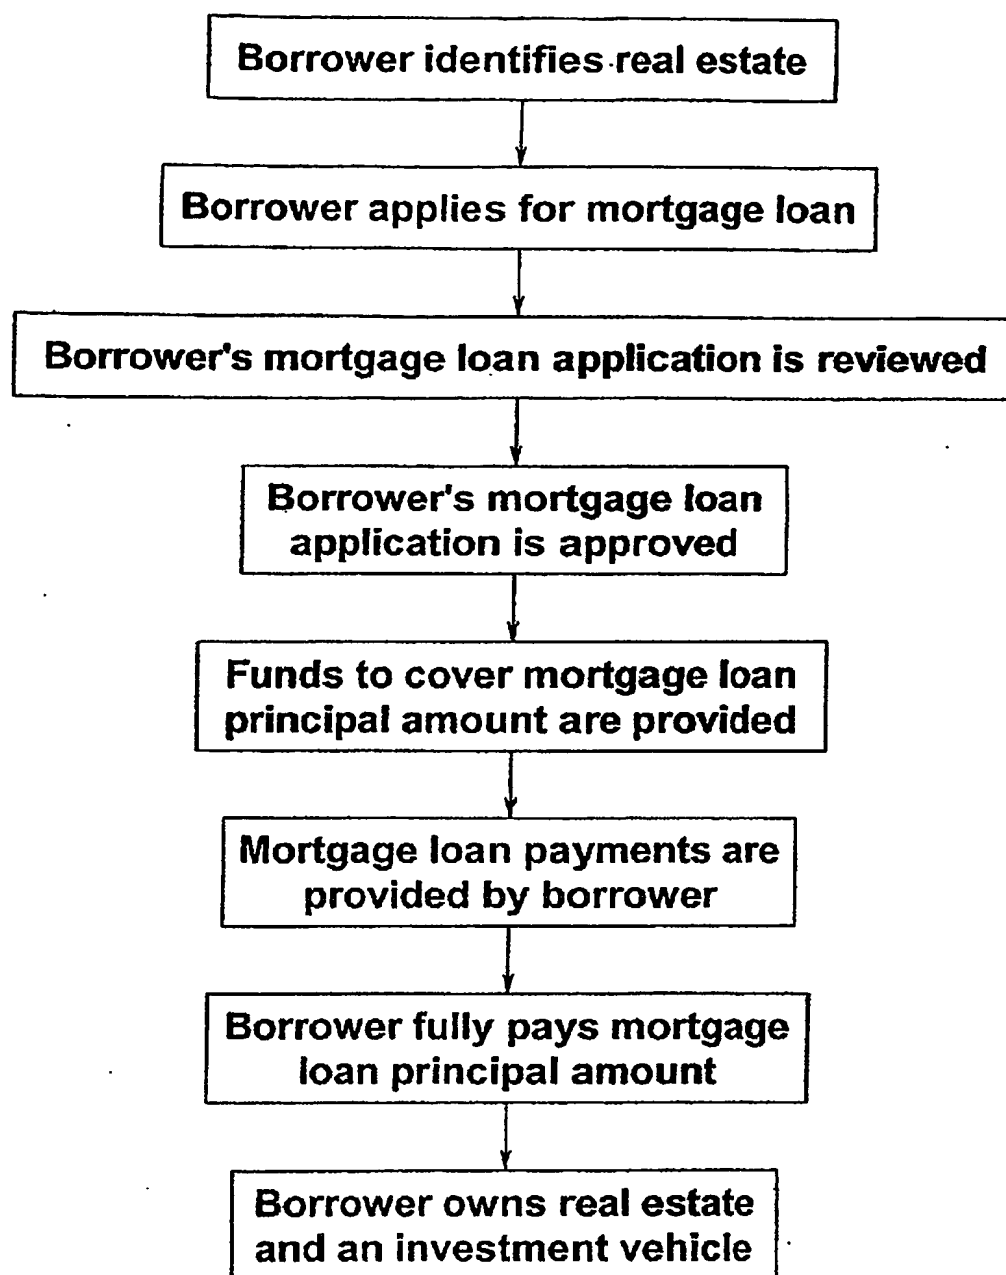 Borrower identifies real estate
Borrower applies for mortgage loan
Borrower's mortgage loan application is reviewed
Borrower's mortgage loan
application is approved
Funds to cover mortgage loan
principal amount are provided
Mortgage loan payments are
provided by borrower
Borrower fully pays mortgage
loan principal amount
Borrower owns real estate
and an investment vehicle